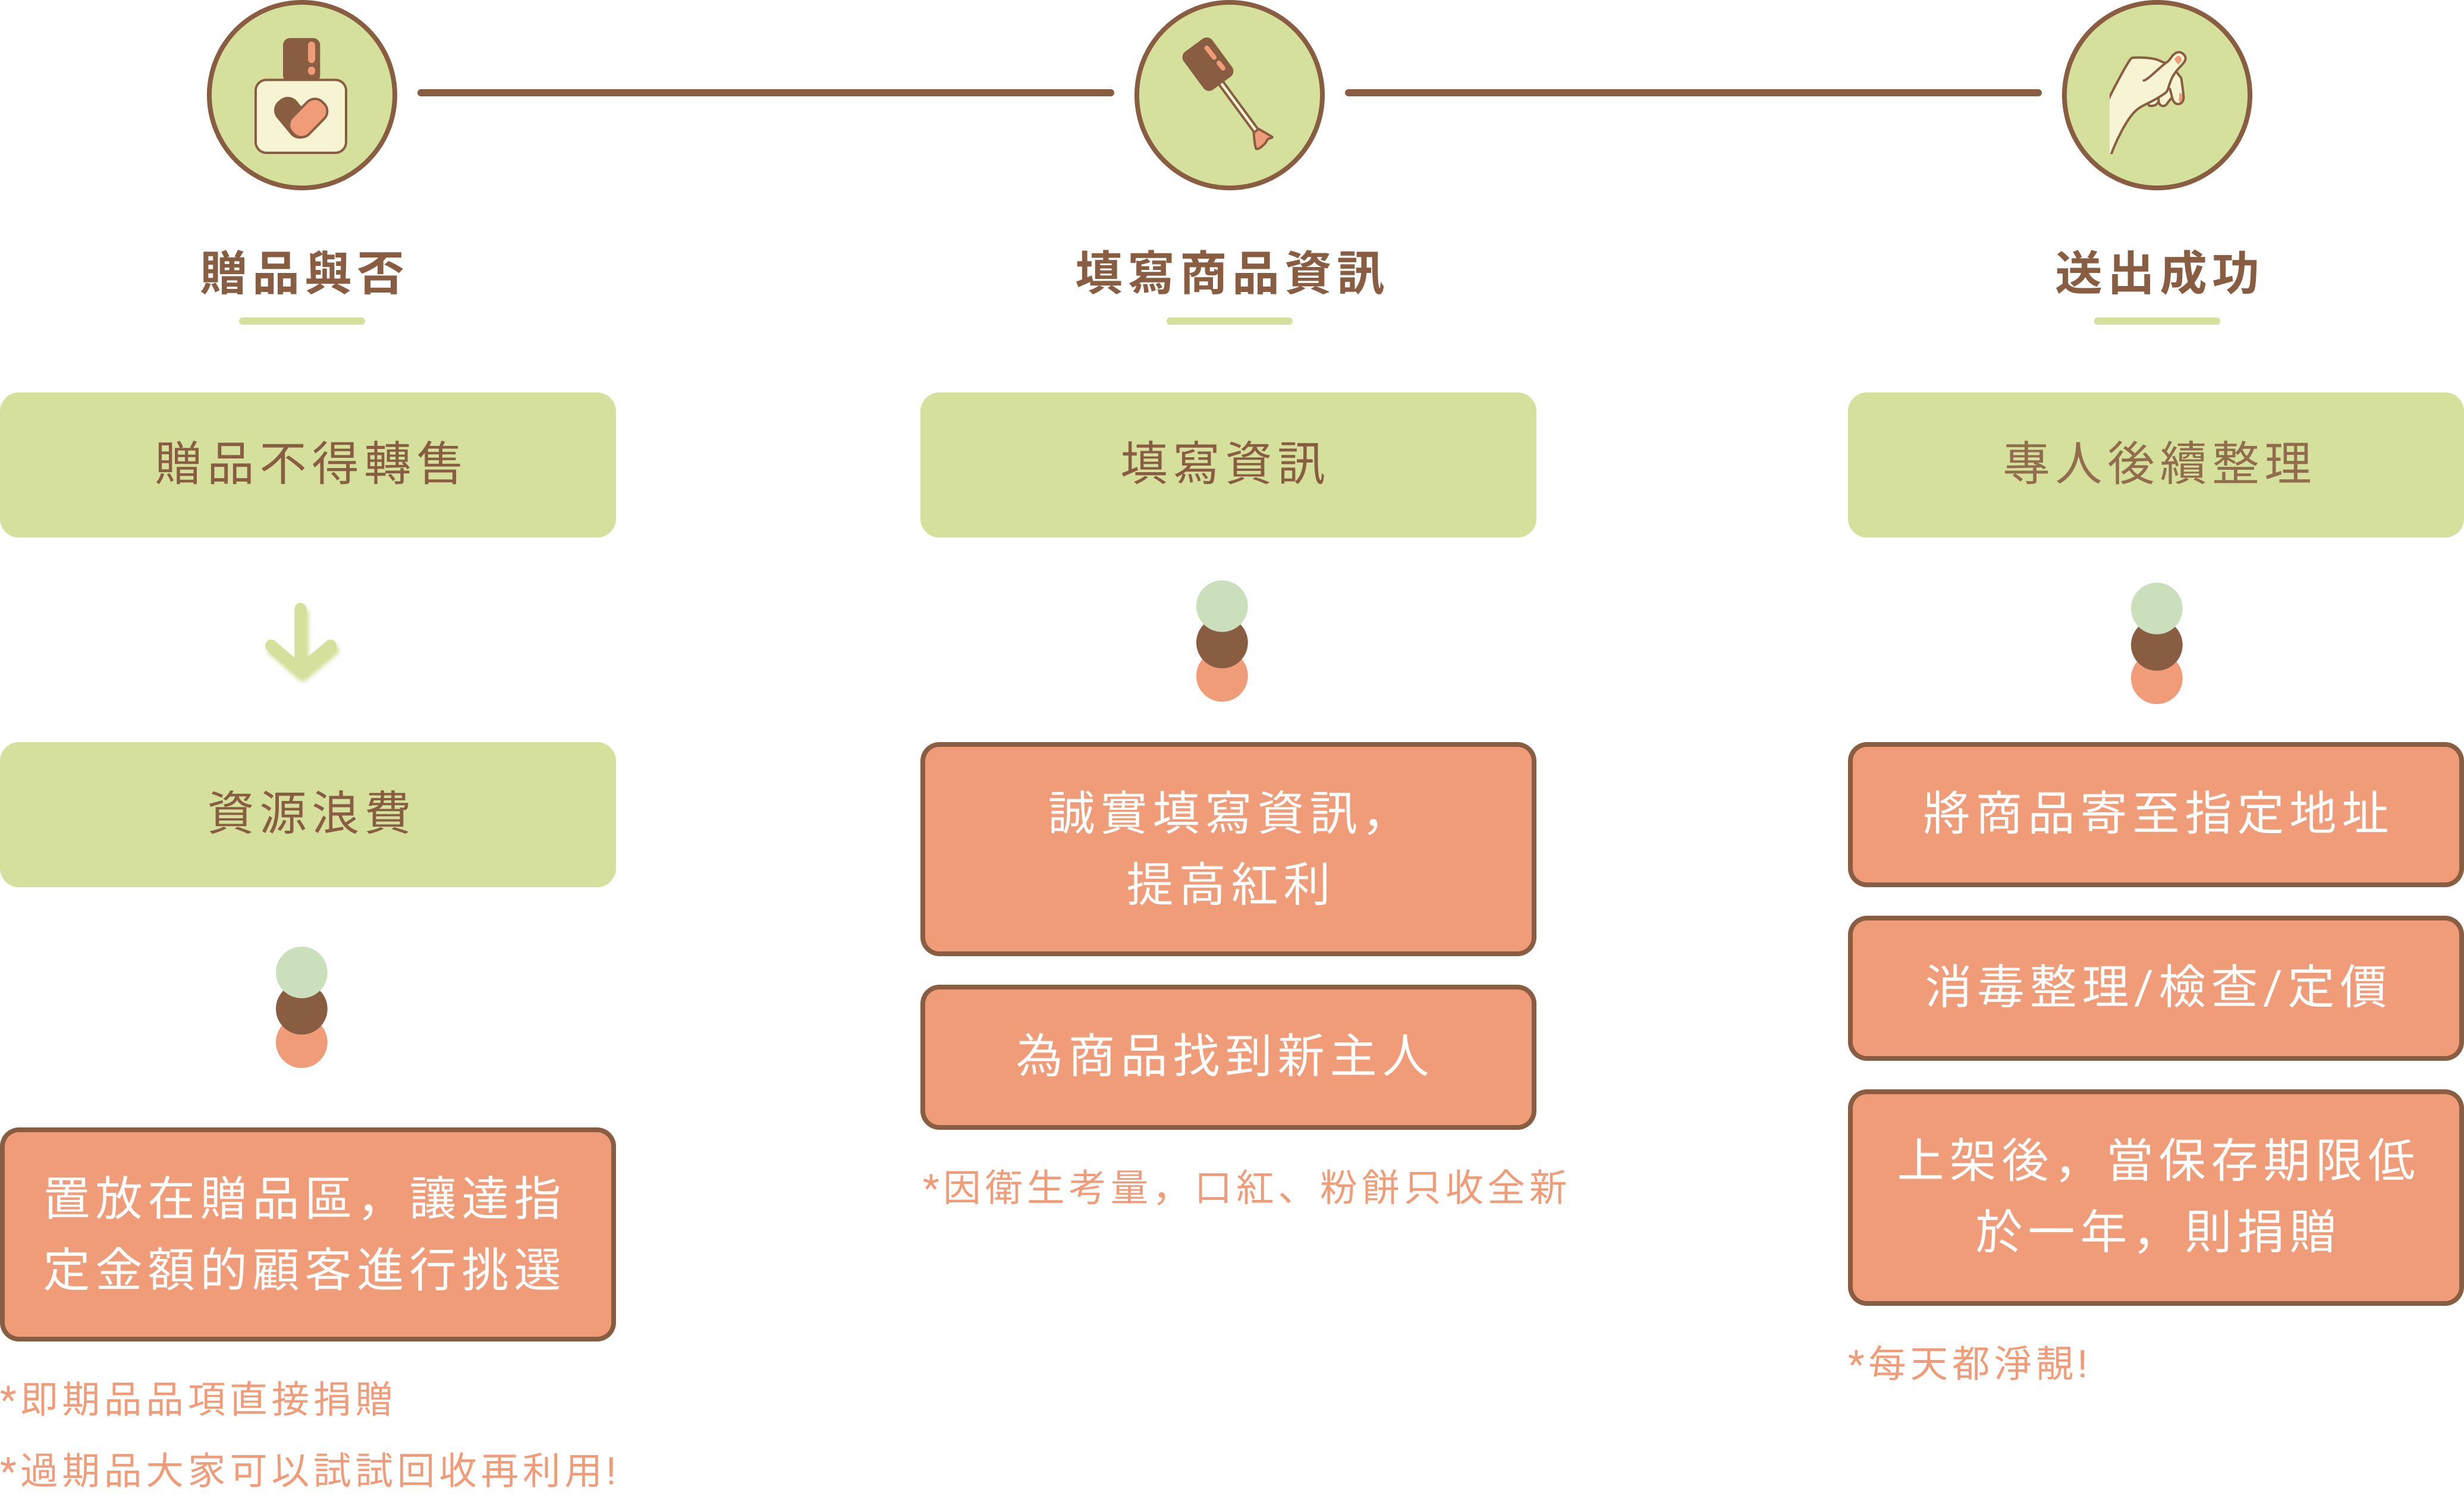 贈品與否
贈品不得轉售
資源浪費
置放在贈品區，讓達指
定金額的顧客進行挑選
*即期品品項直接捐贈
*過期品大家可以試試回收再利用!
填寫商品資訊
填寫資訊
誠實填寫資訊，
提高紅利
為商品找到新主人
*因衛生考量，口紅、粉餅只收全新
送出成功
專人後續整理
將商品寄至指定地址
消毒整理/檢查/定價
上架後，當保存期限低
於一年，則捐贈
*每天都淨靚!